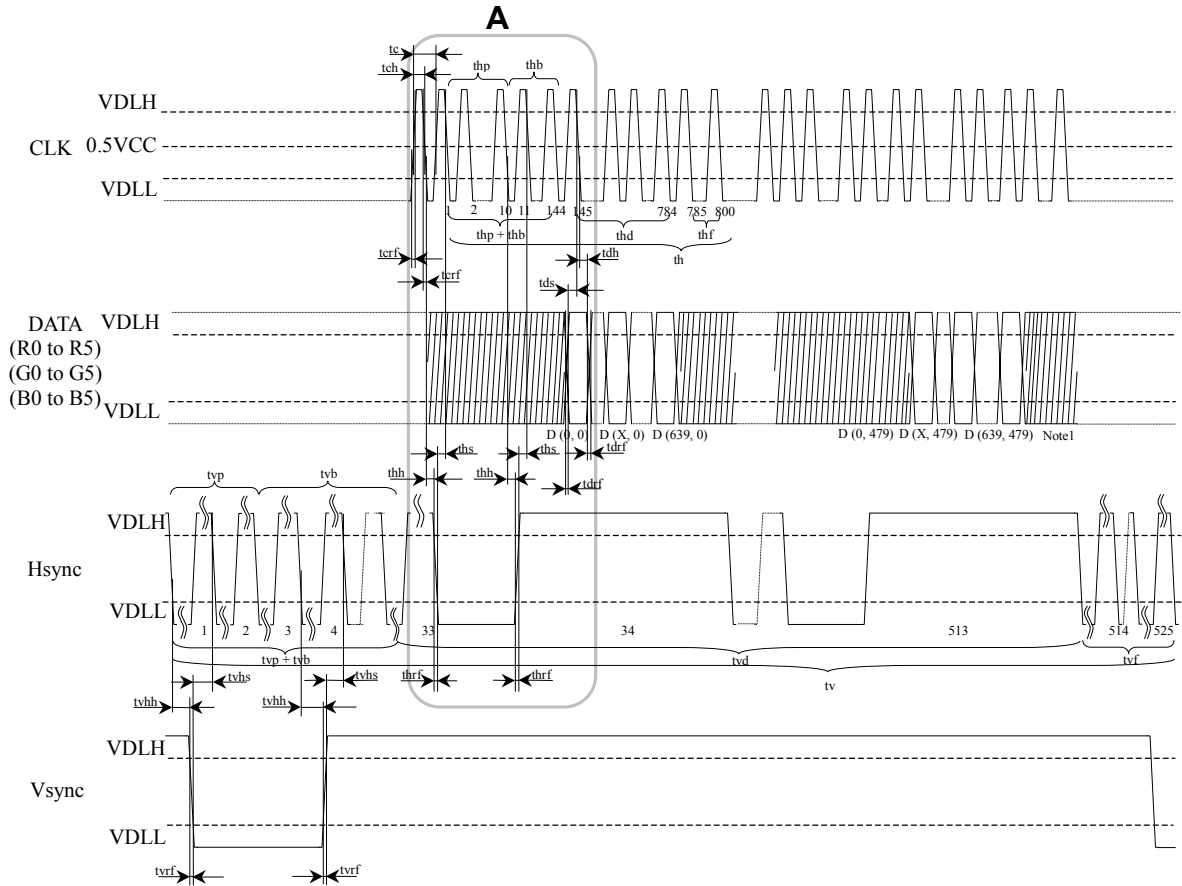 A
tc
tch
thp
thb
VDLH
CLK
0.5VCC
VDLL
1
2
10
11
144
145
784
785
800
thp + thb
thd
thf
th
tcrf
tcrf
tdh
tds
DATA
(R0 to R5)
(G0 to G5)
(B0 to B5)
VDLH
VDLL
D (0, 0)
D (X, 0)
D (639, 0)
D (0, 479)
D (X, 479)
D (639, 479)
Note1
tdrf
tdrf
ths
ths
thh
thh
tvp
tvb
VDLH
Hsync
VDLL
1
2
3
4
33
34
513
514
525
tvp + tvb
tvd
tvf
tv
tvhs
tvhs
thrf
thrf
tvhh
tvhh
VDLH
Vsync
VDLL
tvrf
tvrf